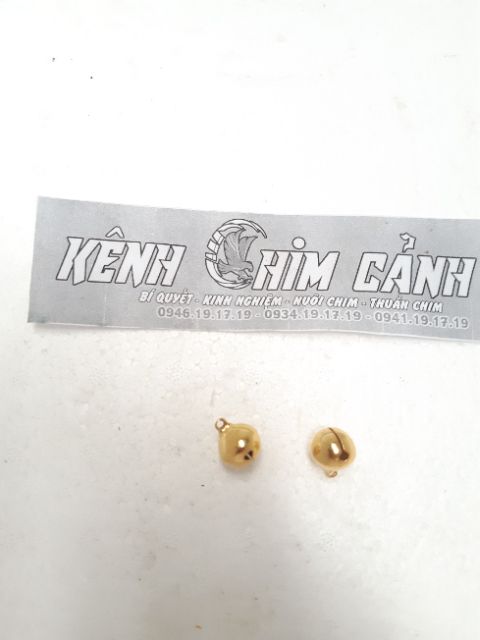 KÊNH CHIM CẢNH
BÍ QUYẾT - KINH NGHIỆM - NUÔI CHIM - THUẦN CHIM
0946.19.17.19 - 0934.19.17.19 - 0941.19.17.19